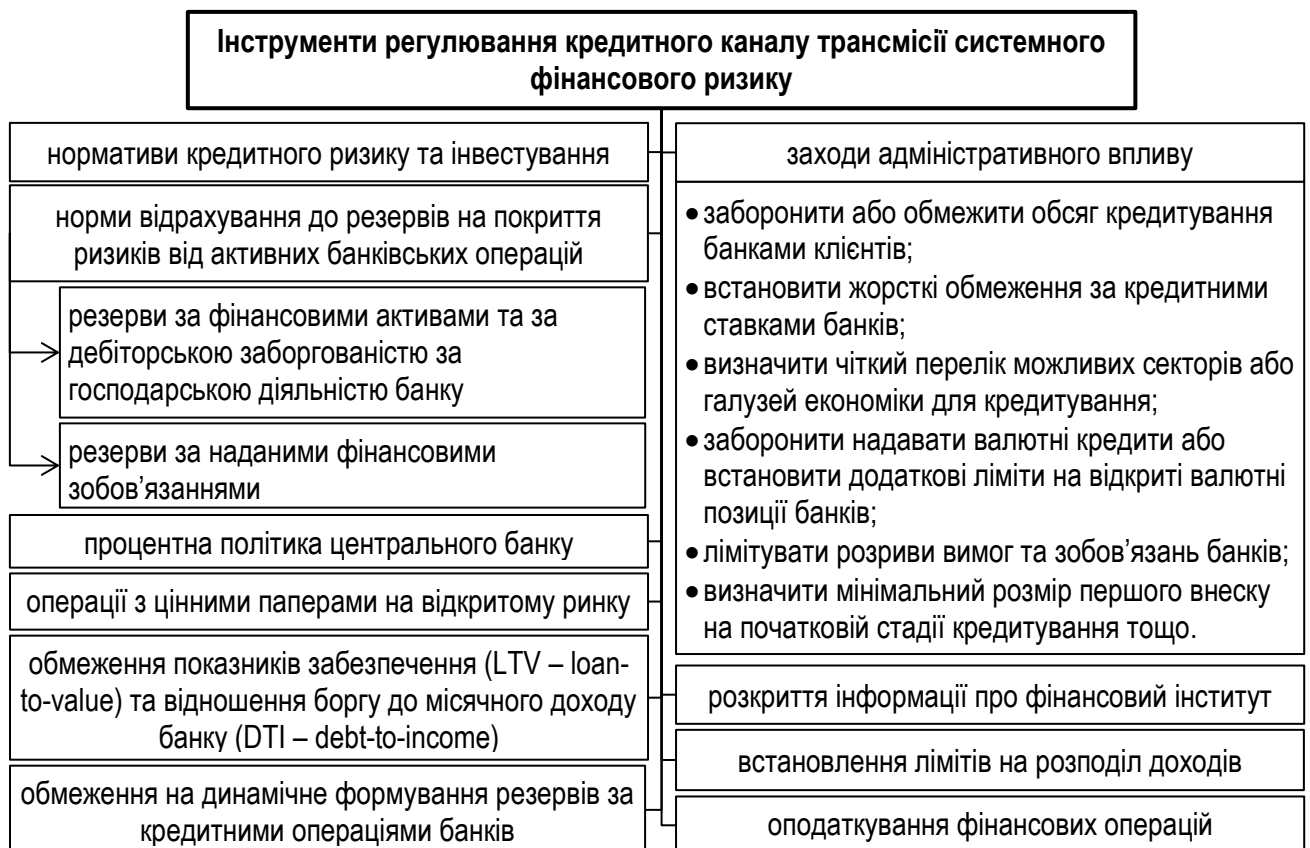 Інструменти регулювання кредитного каналу трансмісії системного
фінансового ризику
нормативи кредитного ризику та інвестування
норми відрахування до резервів на покриття
ризиків від активних банківських операцій
резерви за фінансовими активами та за
дебіторською заборгованістю за
господарською діяльністю банку
резерви за наданими фінансовими
зобов’язаннями
процентна політика центрального банку
операції з цінними паперами на відкритому ринку
обмеження показників забезпечення (LTV – loan-
to-value) та відношення боргу до місячного доходу
банку (DTI – debt-to-income)
обмеження на динамічне формування резервів за
кредитними операціями банків
заходи адміністративного впливу
• заборонити або обмежити обсяг кредитування
банками клієнтів;
• встановити жорсткі обмеження за кредитними
ставками банків;
• визначити чіткий перелік можливих секторів або
галузей економіки для кредитування;
• заборонити надавати валютні кредити або
встановити додаткові ліміти на відкриті валютні
позиції банків;
• лімітувати розриви вимог та зобов’язань банків;
• визначити мінімальний розмір першого внеску
на початковій стадії кредитування тощо.
розкриття інформації про фінансовий інститут
встановлення лімітів на розподіл доходів
оподаткування фінансових операцій